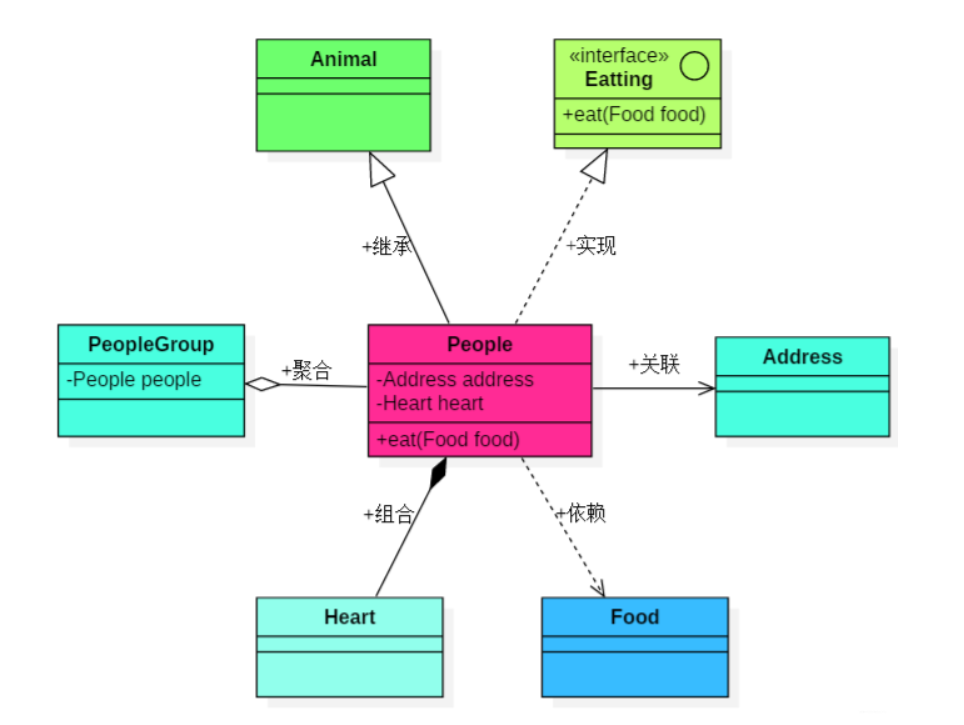 Animal
«interface»
Eatting
+eat(Food food)
+继承
+实现
PeopleGroup
-People people
+聚合
People
-Address address
-Heart heart
+eat(Food food)
+关联
Address
+组合
+依赖
Heart
Food